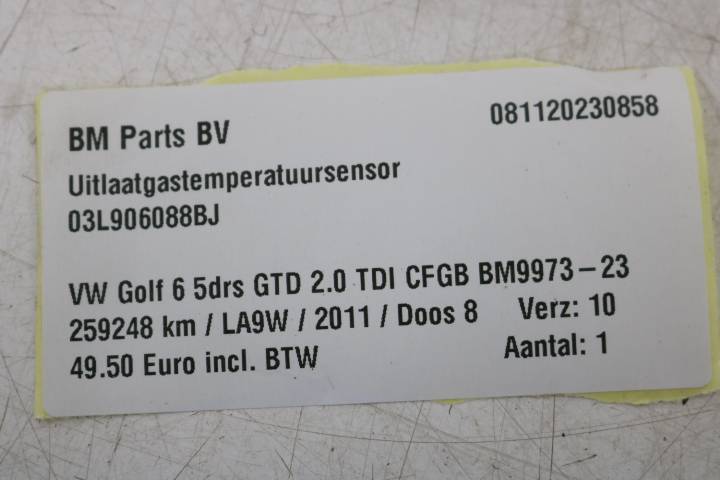 BM Parts BV 081120230858
Uitlaatgastemperatuursensor
03L906088BJ
VW Golf 6 5drs GTD 2.0 TDI CFGB BM9973-23
259248 km / LA9W / 2011 / Doos 8 Verz: 10
49.50 Euro incl. BTW Aantal: 1